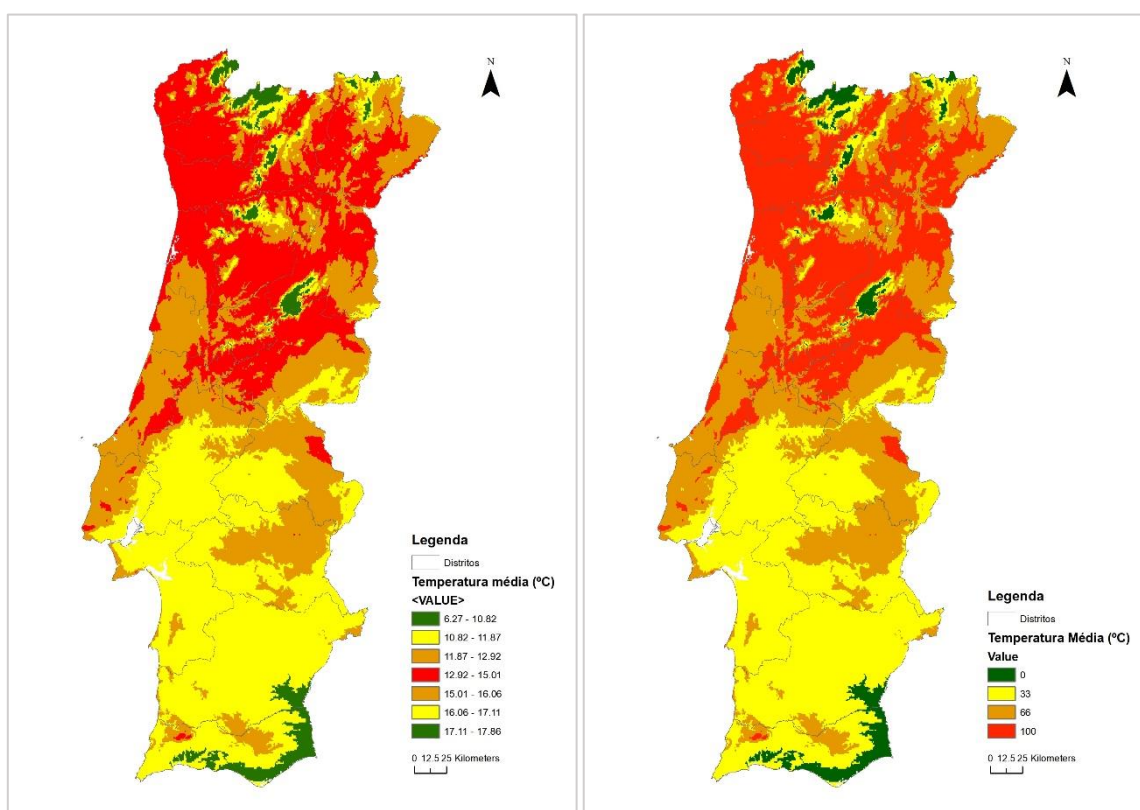 N
Legenda
Distritos
Temperatura média (ºC)
<VALUE>
6.27 - 10.82
10.82 - 11.87
11.87 - 12.92
12.92 - 15.01
15.01 - 16.06
16.06 - 17.11
17.11 - 17.86
0 12.5 25 Kilometers
N
Legenda
Distritos
Temperatura Média (ºC)
Value
0
33
66
100
0 12.5 25 Kilometers